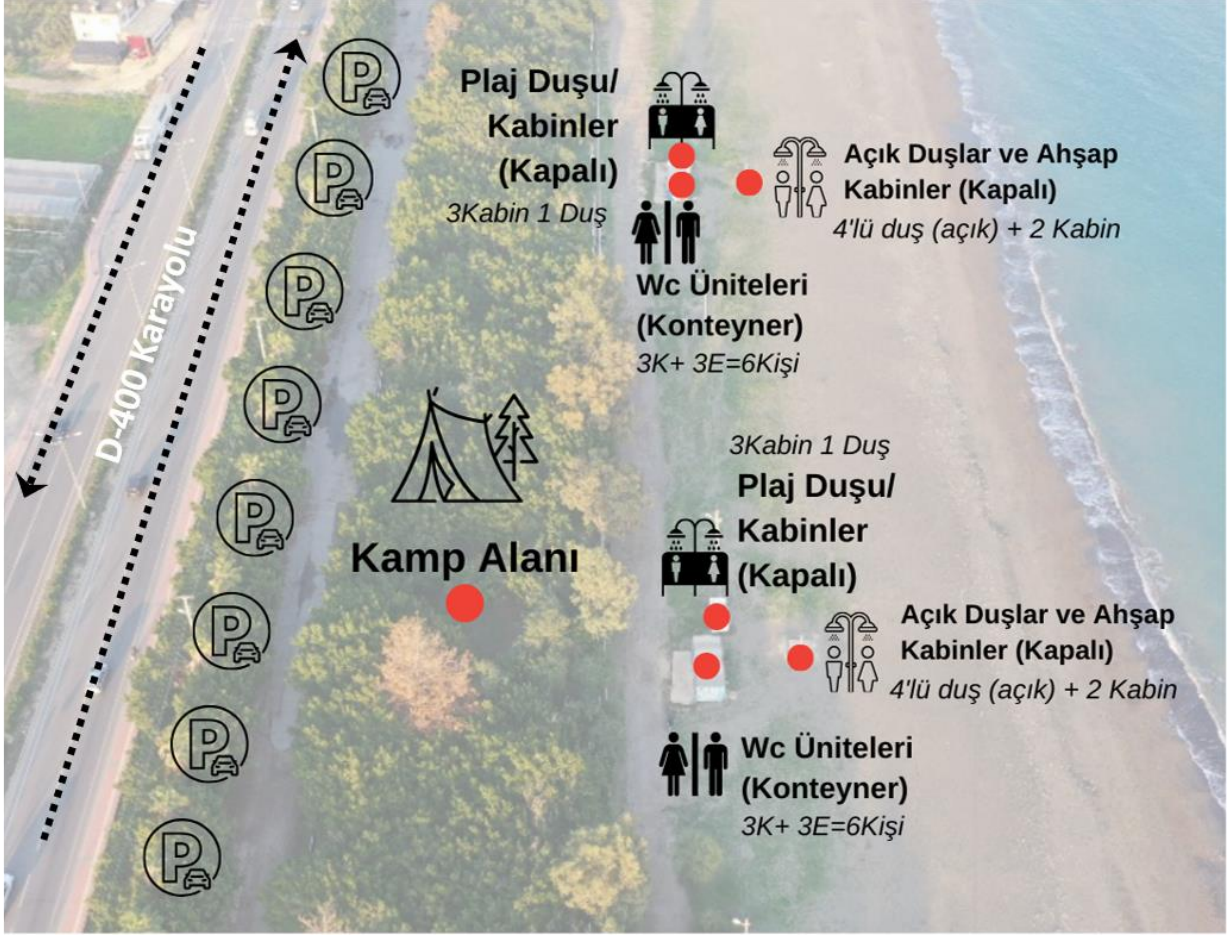 D-400 Karayolu
P
P
P
P
P
P
P
P
Plaj Duşu/
Kabinler
(Kapalı)
3Kabin 1 Duş
Açık Duşlar ve Ahşap
Kabinler (Kapalı)
4'lü duş (açık) + 2 Kabin
Wc Üniteleri
(Konteyner)
3K+ 3E=6Kişi
Kamp Alanı
3Kabin 1 Duş
Plaj Duşu/
Kabinler
(Kapalı)
Açık Duşlar ve Ahşap
Kabinler (Kapalı)
4'lü duş (açık) + 2 Kabin
Wc Üniteleri
(Konteyner)
3K+ 3E=6Kişi